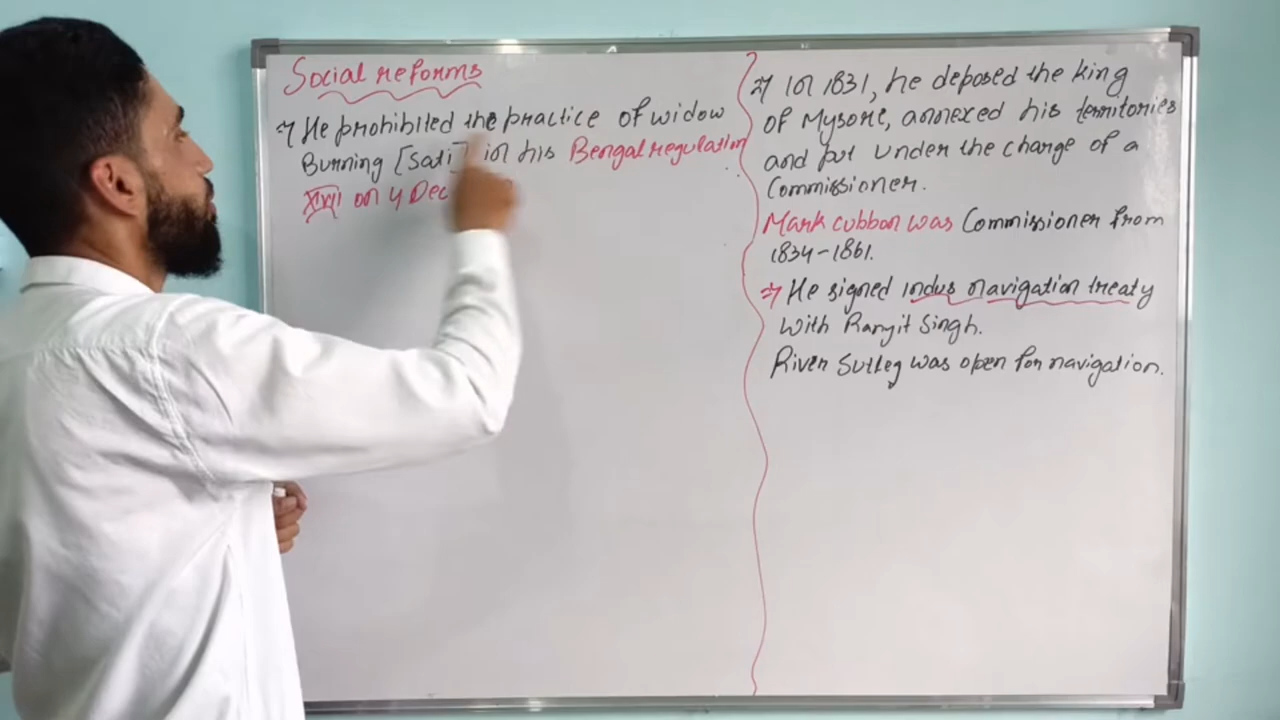 Social reforms
→ He prohibited the practice of widow
Burning [Sati] in his Bengal regulation
XVII on 4 Dec
→ In 1831, he deposed the king
of Mysore, annexed his territories
and put under the charge of a
Commissioner.
Mark cubbon was Commissioner from
1834-1861.
→ He signed indus navigation treaty
with Ranjit Singh.
River Sutleg was open for navigation.